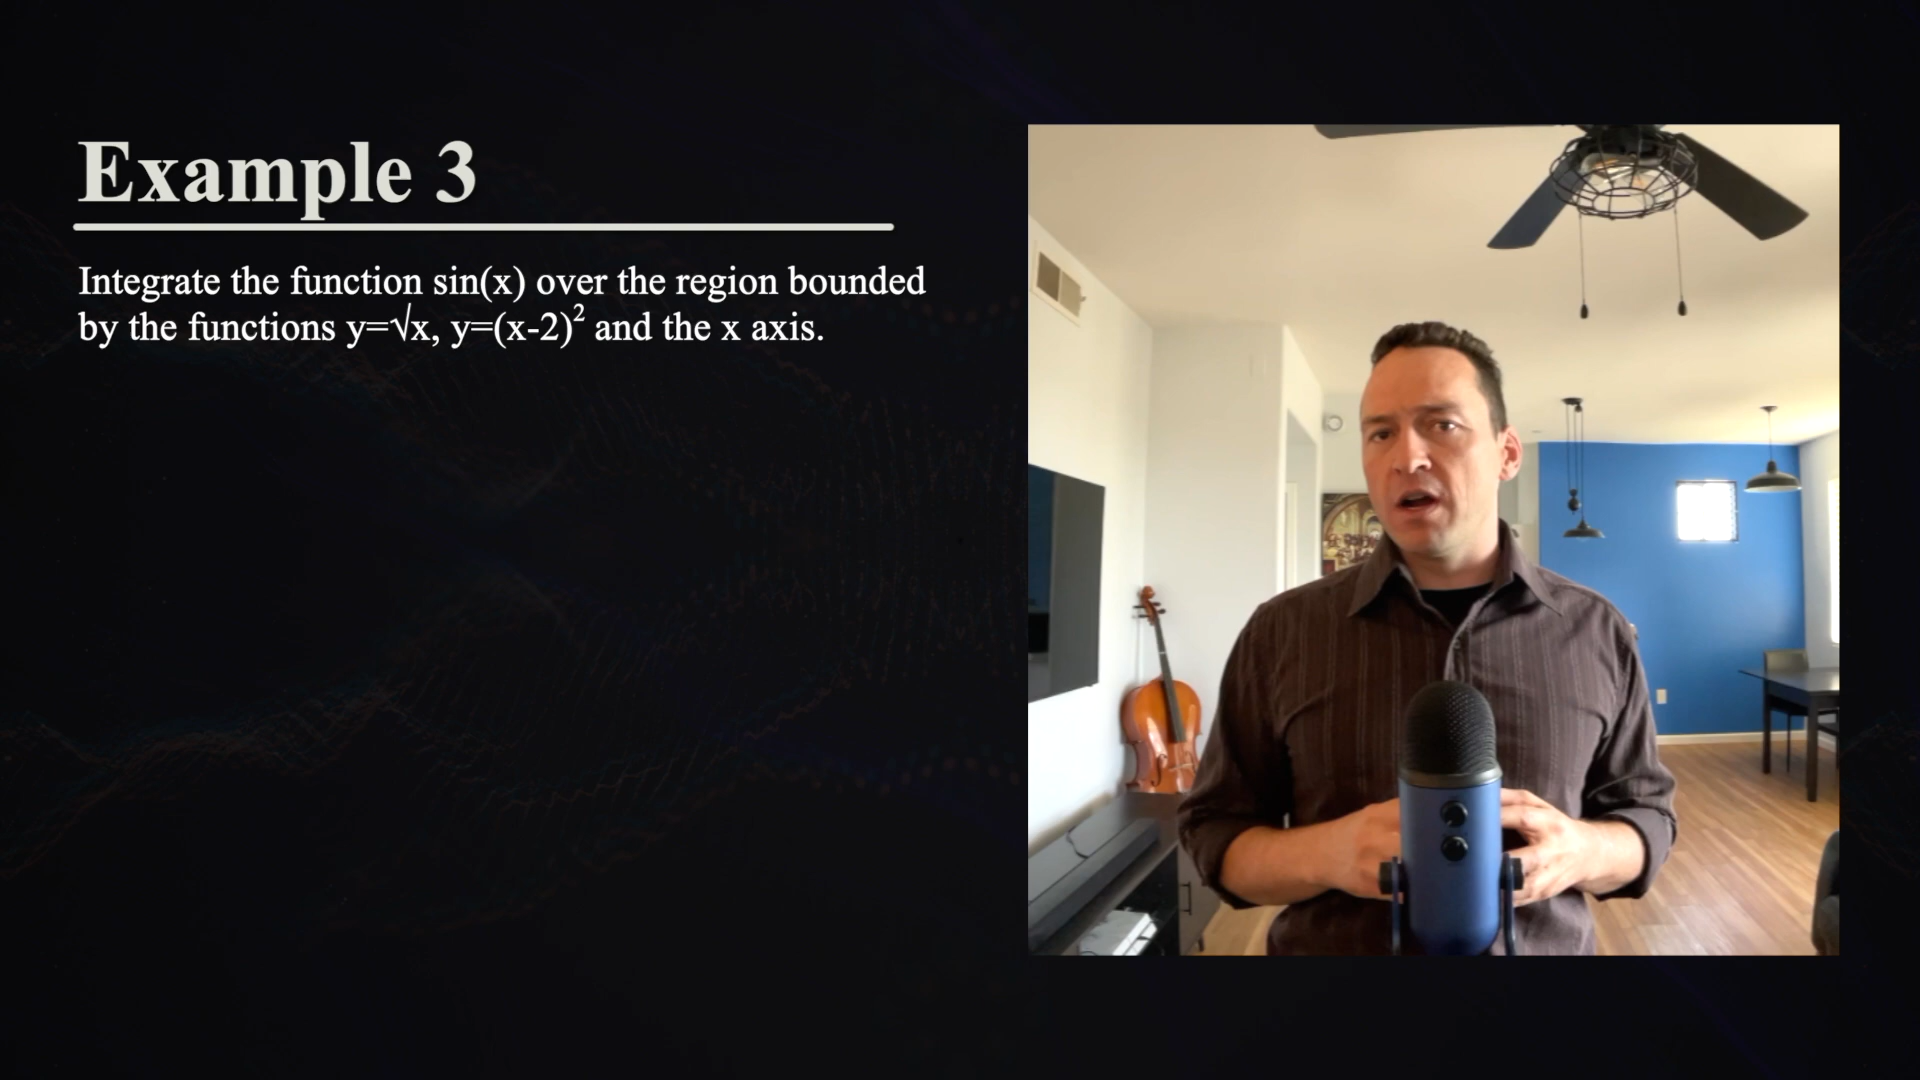 Example 3
Integrate the function sin(x) over the region bounded
by the functions y=√x, y=(x-2)² and the x axis.